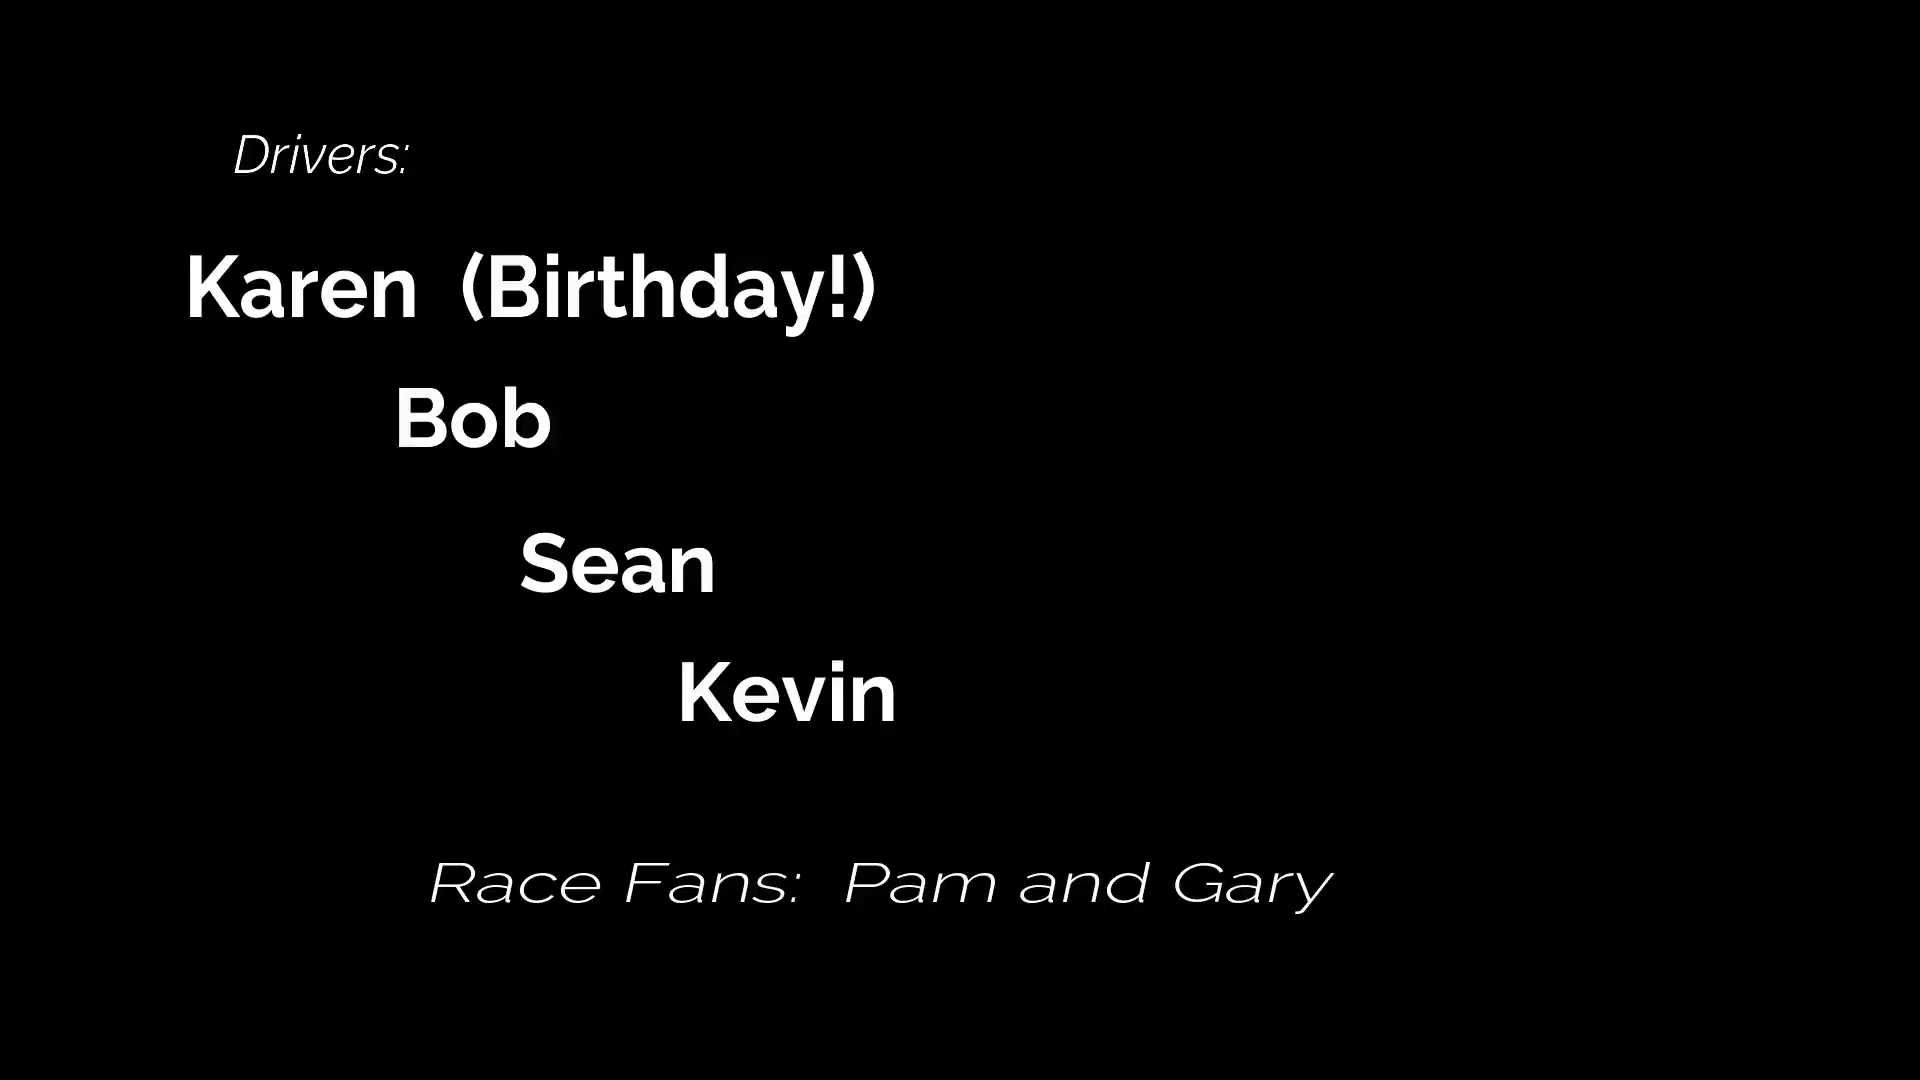 Drivers:
Karen (Birthday!)
Bob
Sean
Kevin
Race Fans: Pam and Gary